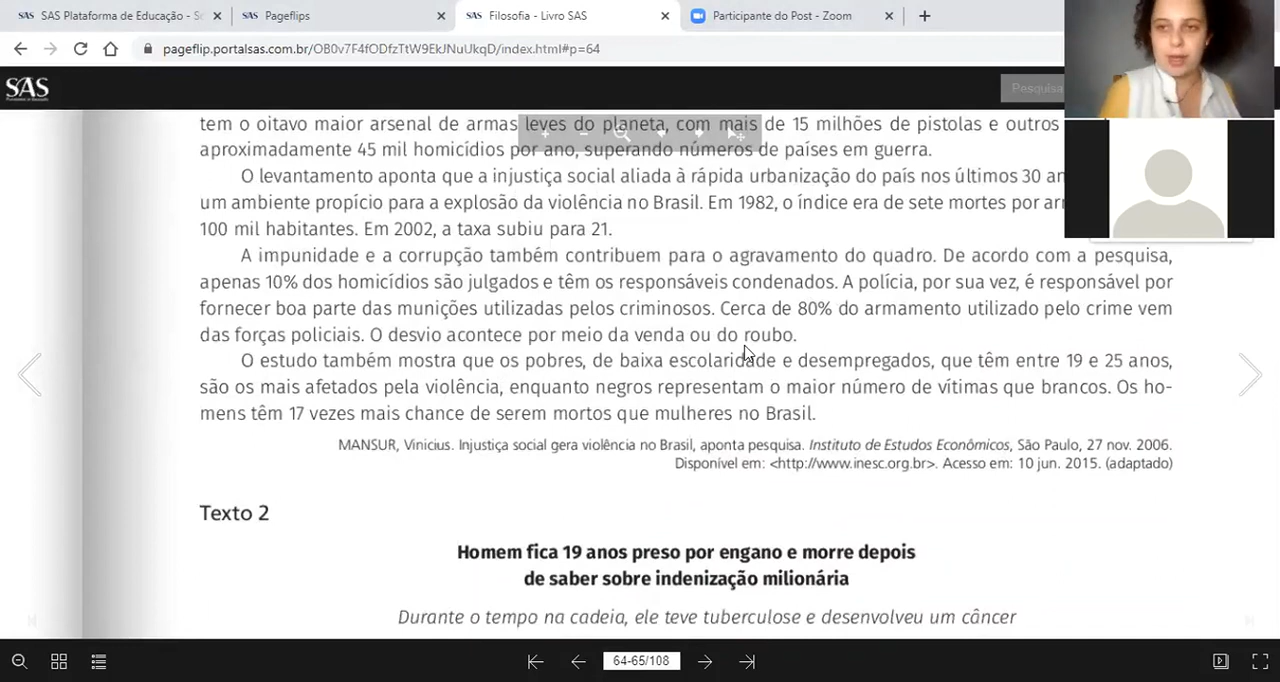 SAS Plataforma de Educação - S
Pageflips
Filosofia - Livro SAS
Participante do Post - Zoom
pageflip.portalsas.com.br/OB0v7F4fODfzTtW9EkJNuUkqD/index.html#p=64
SAS
Pesquisa
tem o oitavo maior arsenal de armas leves do planeta, com mais de 15 milhões de pistolas e outros
aproximadamente 45 mil homicídios por ano, superando números de países em guerra.
O levantamento aponta que a injustiça social aliada à rápida urbanização do país nos últimos 30 an
um ambiente propício para a explosão da violência no Brasil. Em 1982, o índice era de sete mortes por ar
100 mil habitantes. Em 2002, a taxa subiu para 21.
A impunidade e a corrupção também contribuem para o agravamento do quadro. De acordo com a pesquisa,
apenas 10% dos homicídios são julgados e têm os responsáveis condenados. A polícia, por sua vez, é responsável por
fornecer boa parte das munições utilizadas pelos criminosos. Cerca de 80% do armamento utilizado pelo crime vem
das forças policiais. O desvio acontece por meio da venda ou do roubo.
O estudo também mostra que os pobres, de baixa escolaridade e desempregados, que têm entre 19 e 25 anos,
são os mais afetados pela violência, enquanto negros representam o maior número de vítimas que brancos. Os ho-
mens têm 17 vezes mais chance de serem mortos que mulheres no Brasil.
MANSUR, Vinicius. Injustiça social gera violência no Brasil, aponta pesquisa. Instituto de Estudos Econômicos, São Paulo, 27 nov. 2006.
Disponível em: <http://www.inesc.org.br>. Acesso em: 10 jun. 2015. (adaptado)
Texto 2
Homem fica 19 anos preso por engano e morre depois
de saber sobre indenização milionária
Durante o tempo na cadeia, ele teve tuberculose e desenvolveu um câncer
64-65/108